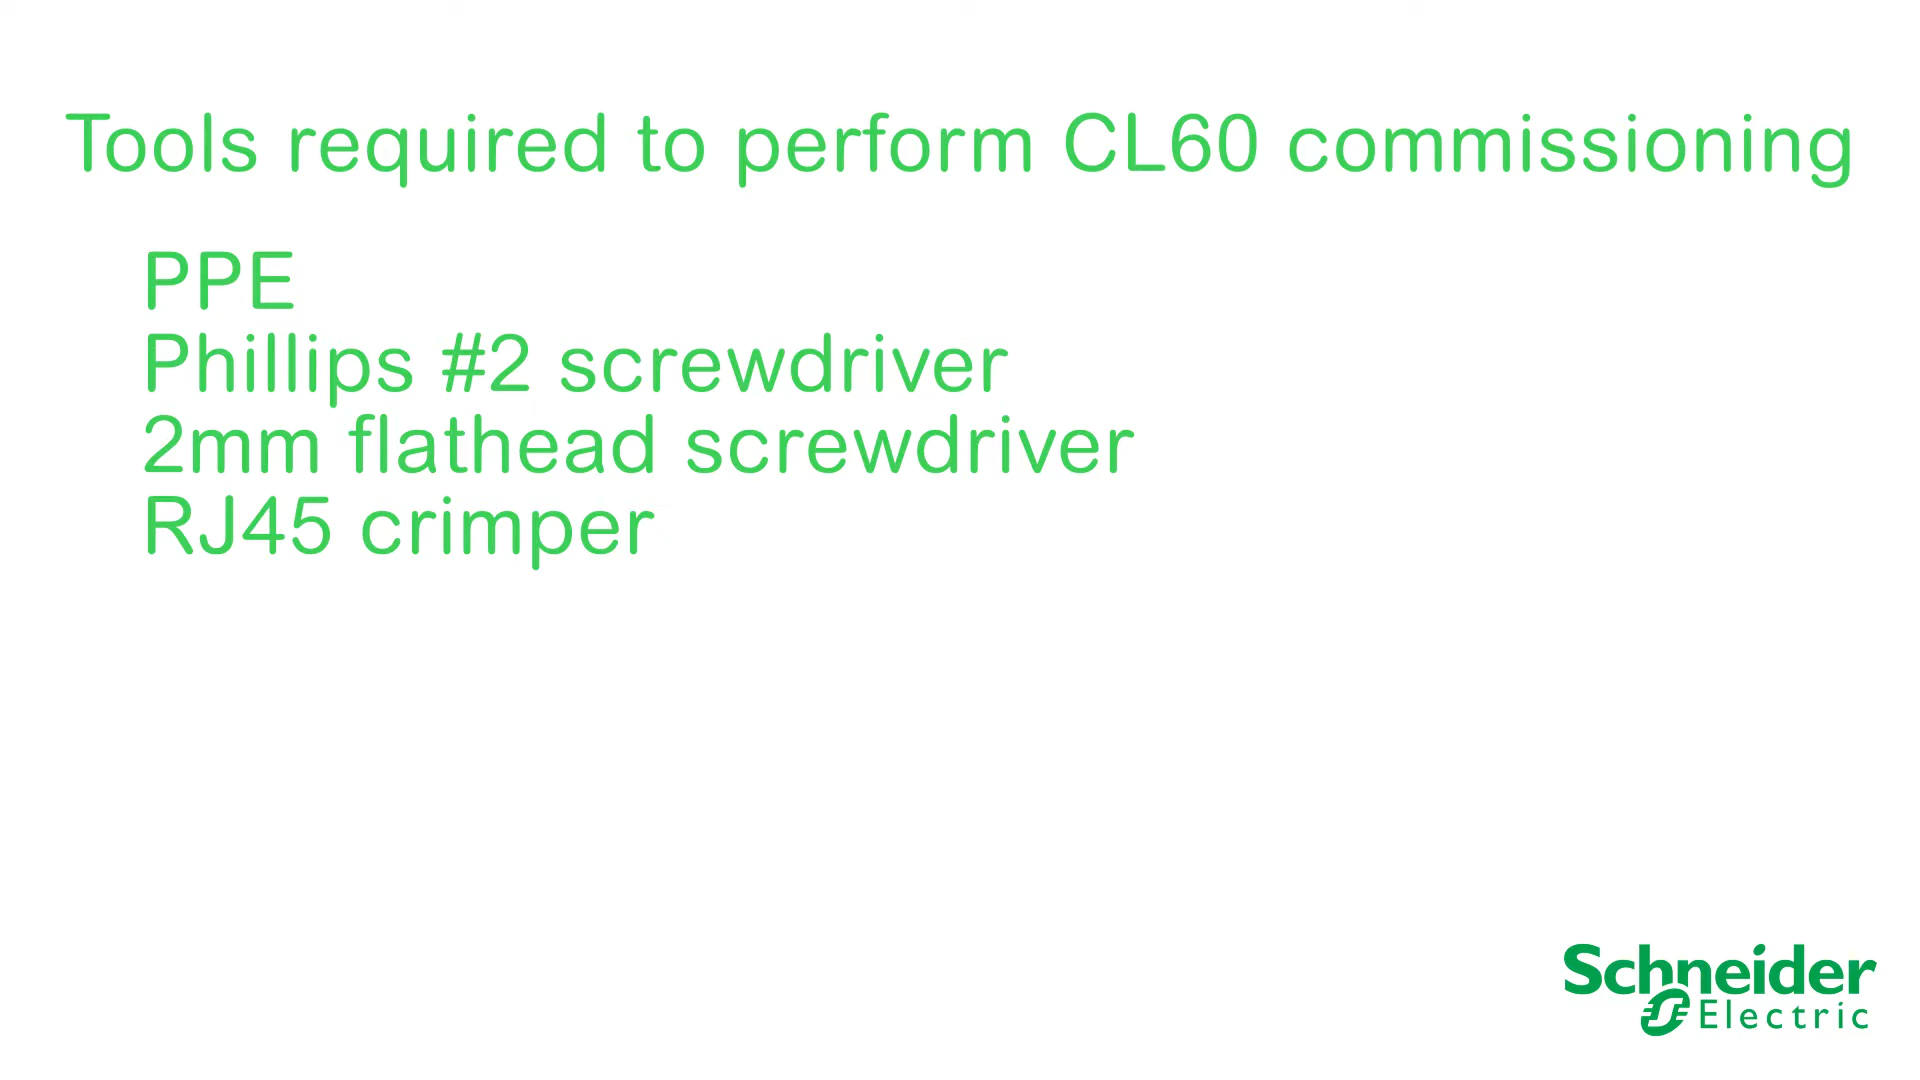 Tools required to perform CL60 commissioning
PPE
Phillips #2 screwdriver
2mm flathead screwdriver
RJ45 crimper
Schneider
Electric